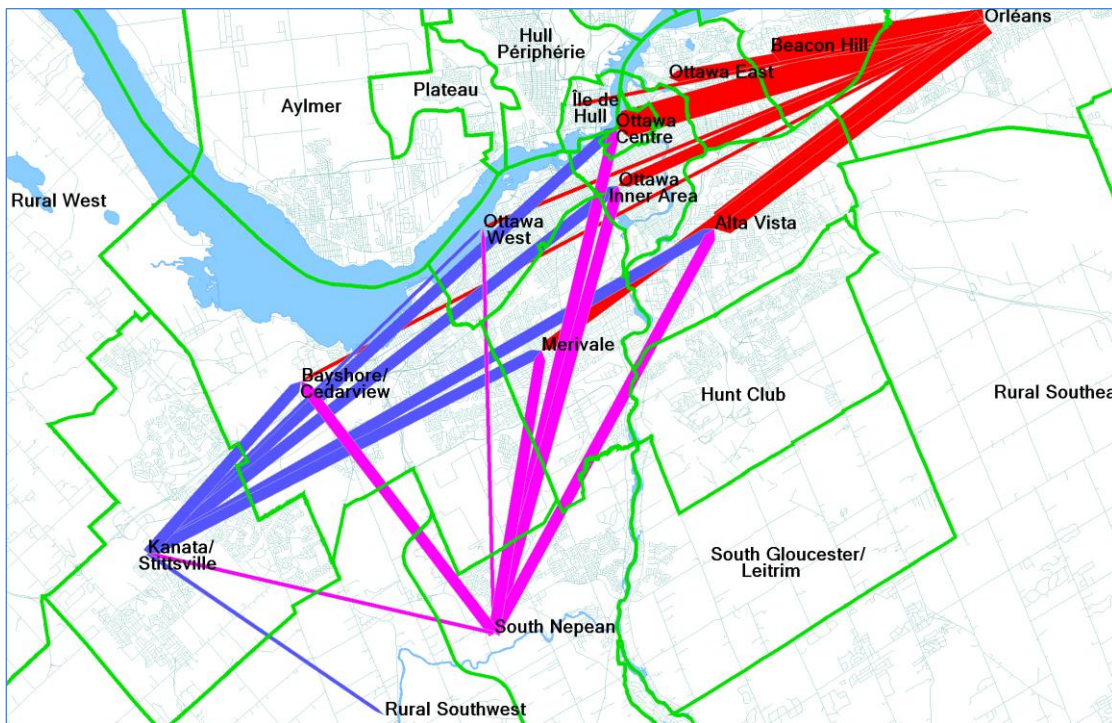 Orléans
Hull
Périphérie
Beacon Hill
Ottawa East
Plateau
Aylmer
Île de
Hull
Ottawa
Centre
Rural West
Ottawa
Inner Area
Ottawa
West
Alta Vista
Merivale
Bayshore/
Cedarview
Hunt Club
Rural Southea
Kanata/
Stittsville
South Gloucester/
Leitrim
South Nepean
Rural Southwest